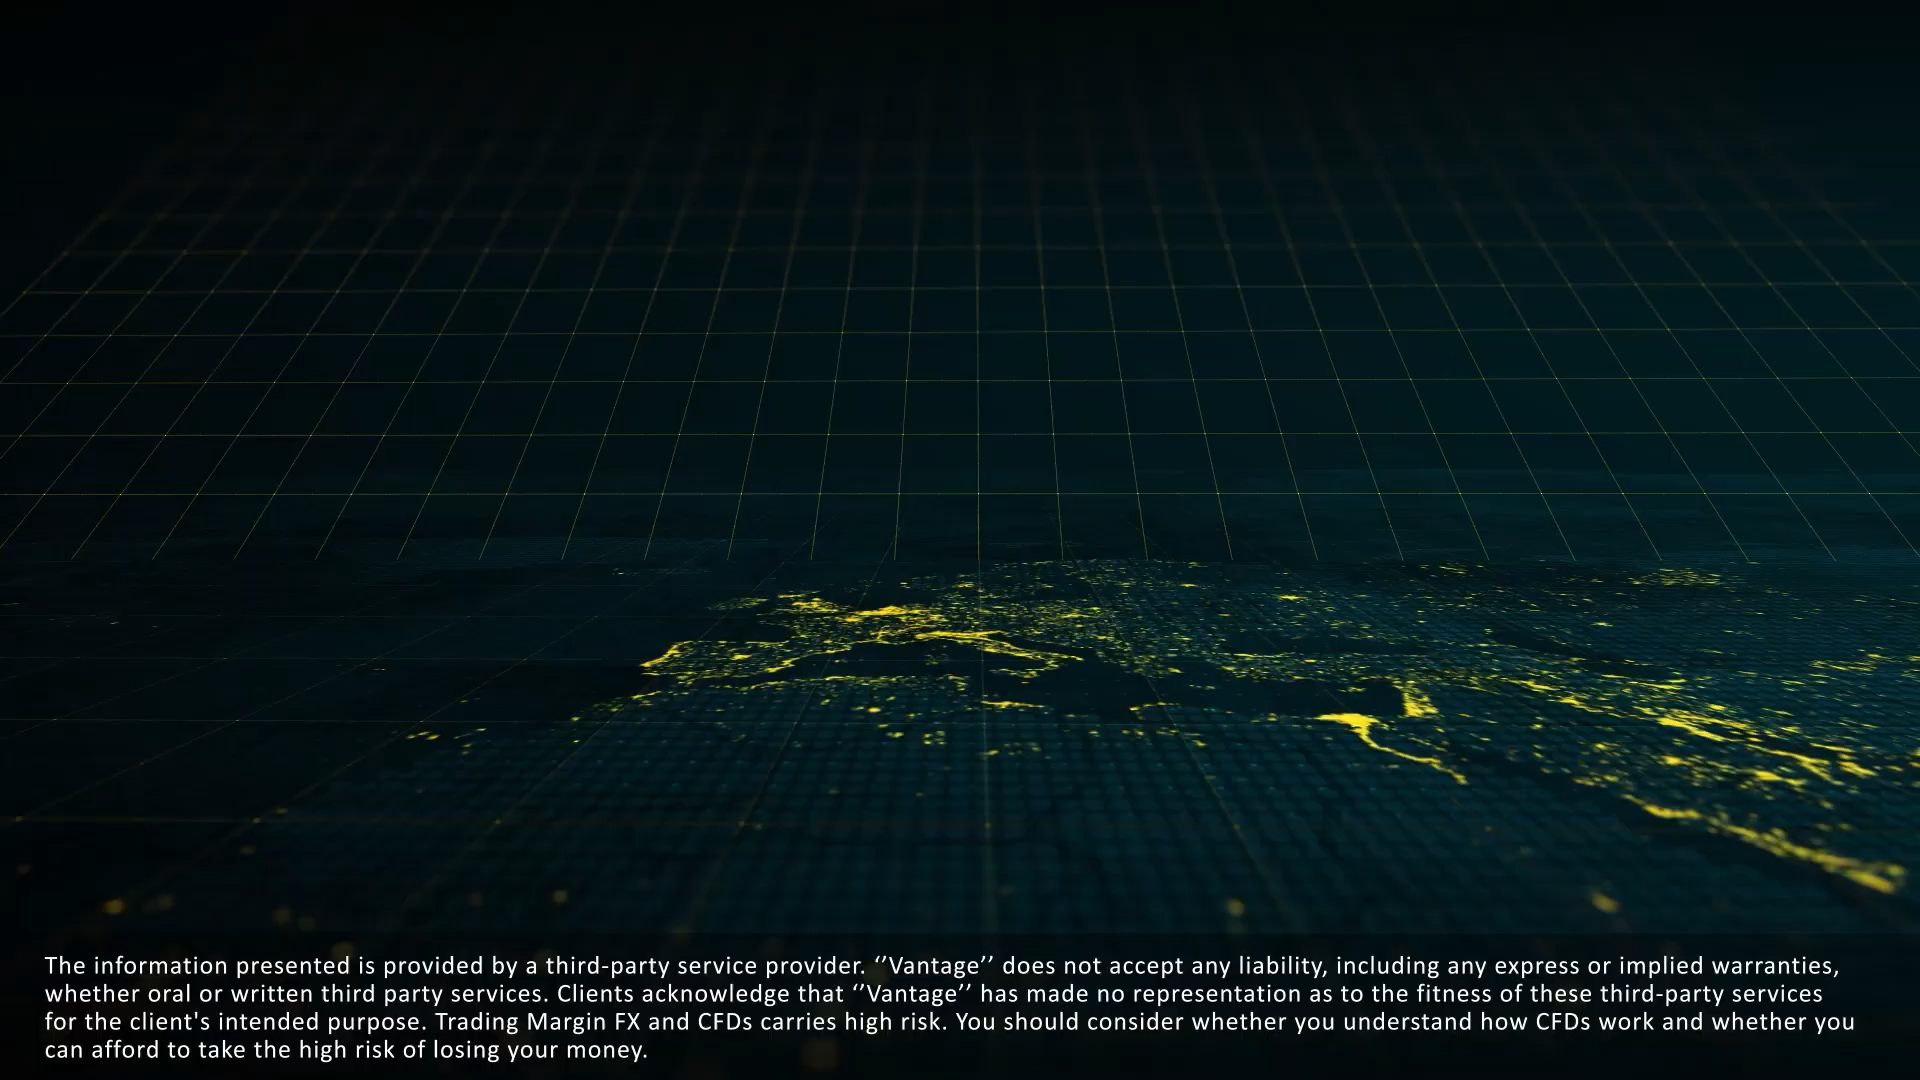 The information presented is provided by a third-party service provider. ‘’Vantage’’ does not accept any liability, including any express or implied warranties,
whether oral or written third party services. Clients acknowledge that ‘’Vantage’’ has made no representation as to the fitness of these third-party services
for the client's intended purpose. Trading Margin FX and CFDs carries high risk. You should consider whether you understand how CFDs work and whether you
can afford to take the high risk of losing your money.